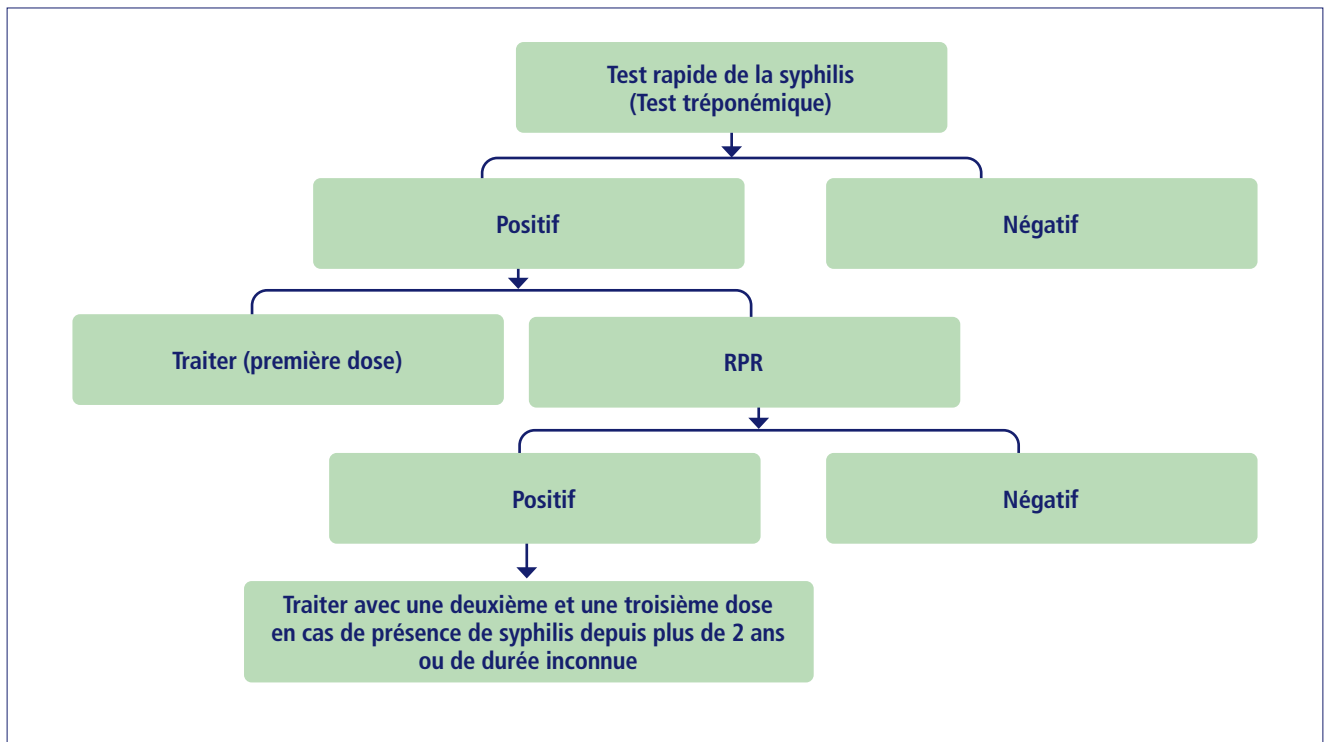 Test rapide de la syphilis
(Test tréponémique)
Positif
Négatif
Traiter (première dose)
RPR
Positif
Négatif
Traiter avec une deuxième et une troisième dose
en cas de présence de syphilis depuis plus de 2 ans
ou de durée inconnue